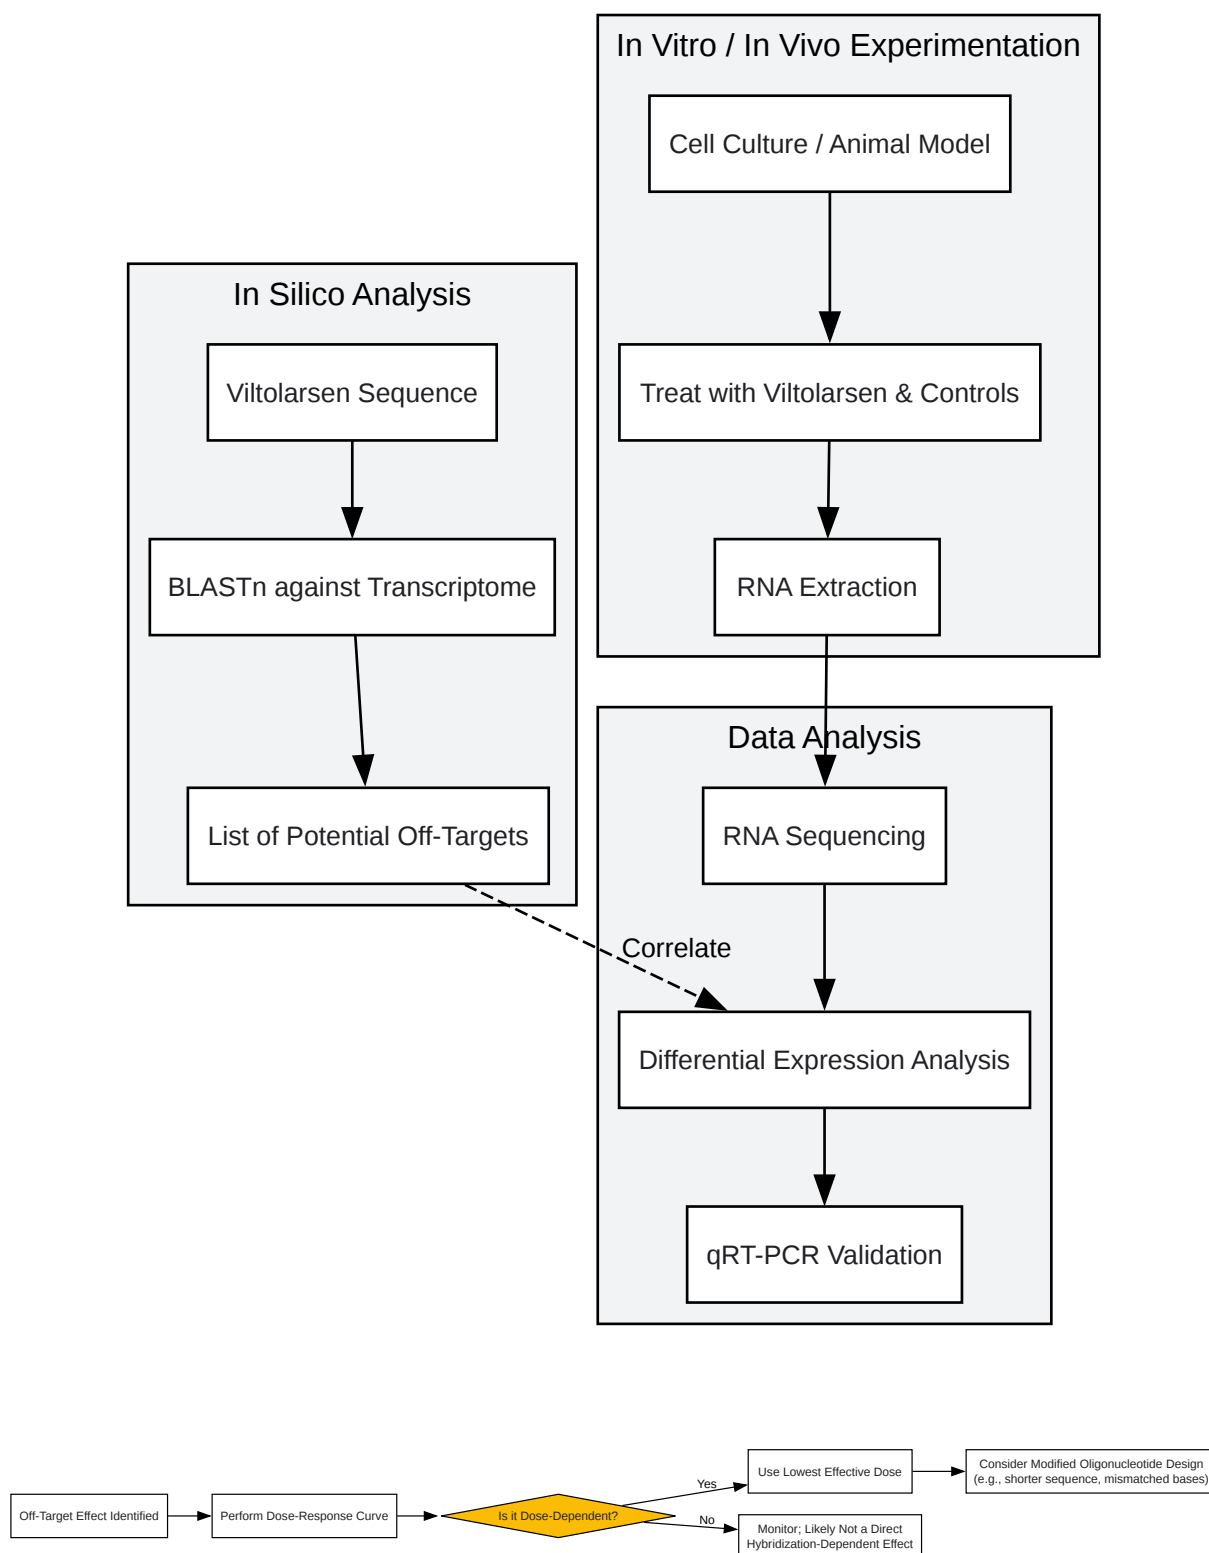 In Vitro / In Vivo Experimentation
Cell Culture / Animal Model
Treat with Viltolarsen & Controls
RNA Extraction
In Silico Analysis
Viltolarsen Sequence
BLASTn against Transcriptome
List of Potential Off-Targets
Correlate
Data Analysis
RNA Sequencing
Differential Expression Analysis
qRT-PCR Validation
Off-Target Effect Identified
Perform Dose-Response Curve
Is it Dose-Dependent?
Yes
Use Lowest Effective Dose
Consider Modified Oligonucleotide Design
(e.g., shorter sequence, mismatched bases)
No
Monitor; Likely Not a Direct
Hybridization-Dependent Effect